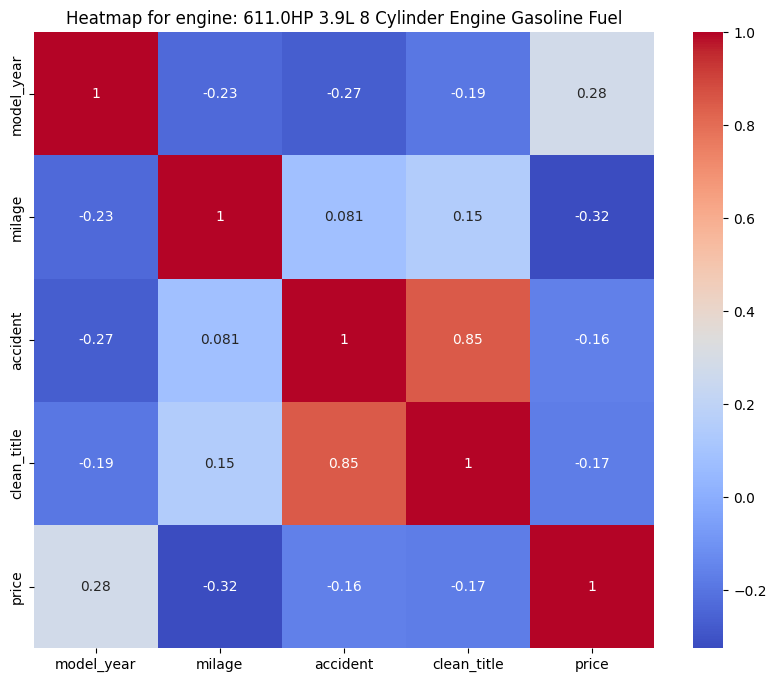 Heatmap for engine: 611.0HP 3.9L 8 Cylinder Engine Gasoline Fuel
model_year
1
-0.23
-0.27
-0.19
0.28
milage
-0.23
1
0.081
0.15
-0.32
accident
-0.27
0.081
1
0.85
-0.16
clean_title
-0.19
0.15
0.85
1
-0.17
price
0.28
-0.32
-0.16
-0.17
1
model_year
milage
accident
clean_title
price
1.0
0.8
0.6
0.4
0.2
0.0
−0.2